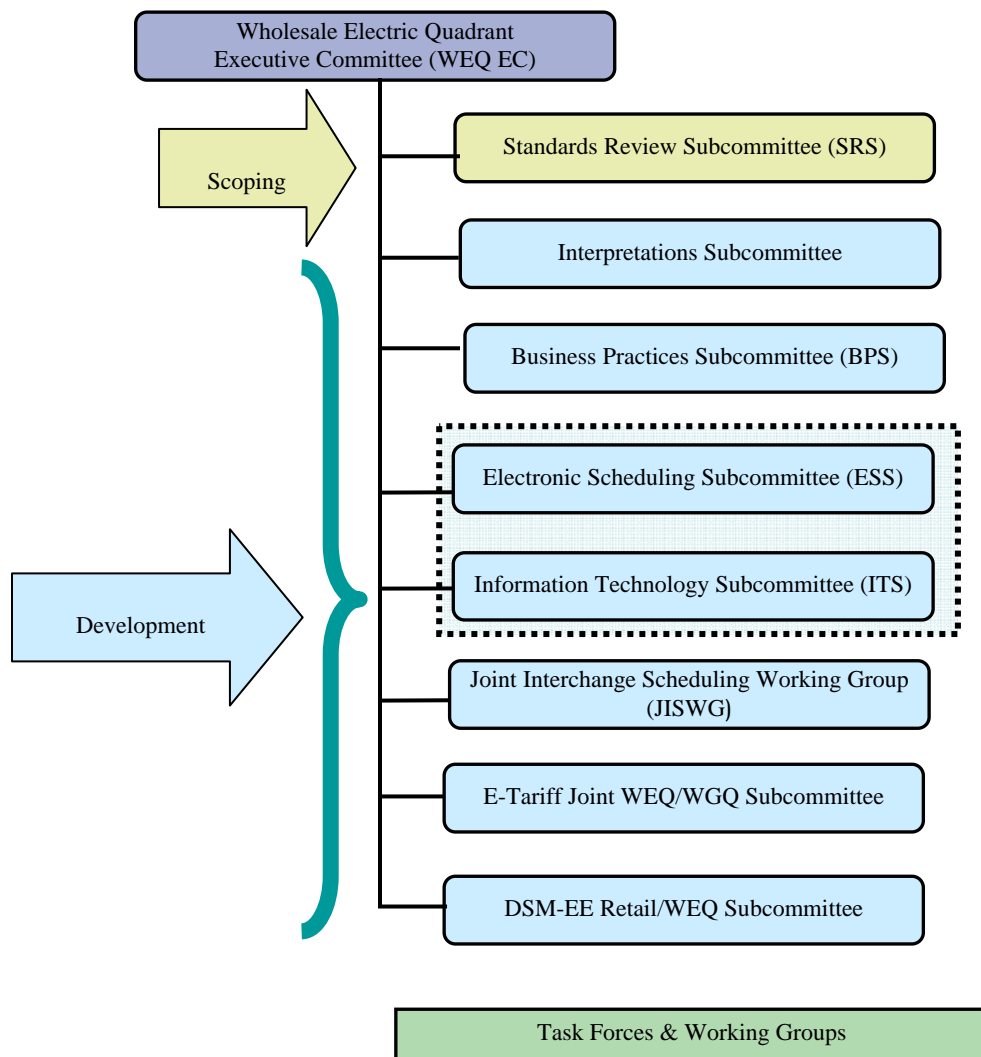 Wholesale Electric Quadrant
Executive Committee (WEQ EC)
Standards Review Subcommittee (SRS)
Scoping
Interpretations Subcommittee
Business Practices Subcommittee (BPS)
Electronic Scheduling Subcommittee (ESS)
Information Technology Subcommittee (ITS)
Development
Joint Interchange Scheduling Working Group
(JISWG)
E-Tariff Joint WEQ/WGQ Subcommittee
DSM-EE Retail/WEQ Subcommittee
Task Forces & Working Groups